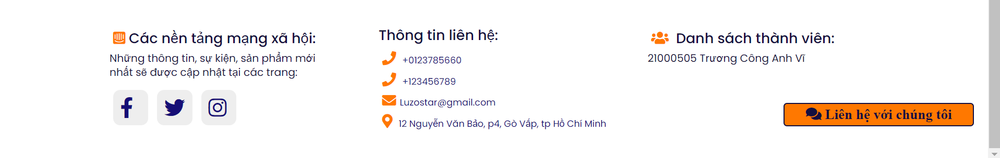 Các nền tảng mạng xã hội:
Những thông tin, sự kiện, sản phẩm mới
nhất sẽ được cập nhật tại các trang:
Thông tin liên hệ:
+0123785660
+123456789
Luzostar@gmail.com
12 Nguyễn Văn Bảo, p4, Gò Vấp, tp Hồ Chí Minh
Danh sách thành viên:
21000505 Trương Công Anh Vĩ
Liên hệ với chúng tôi